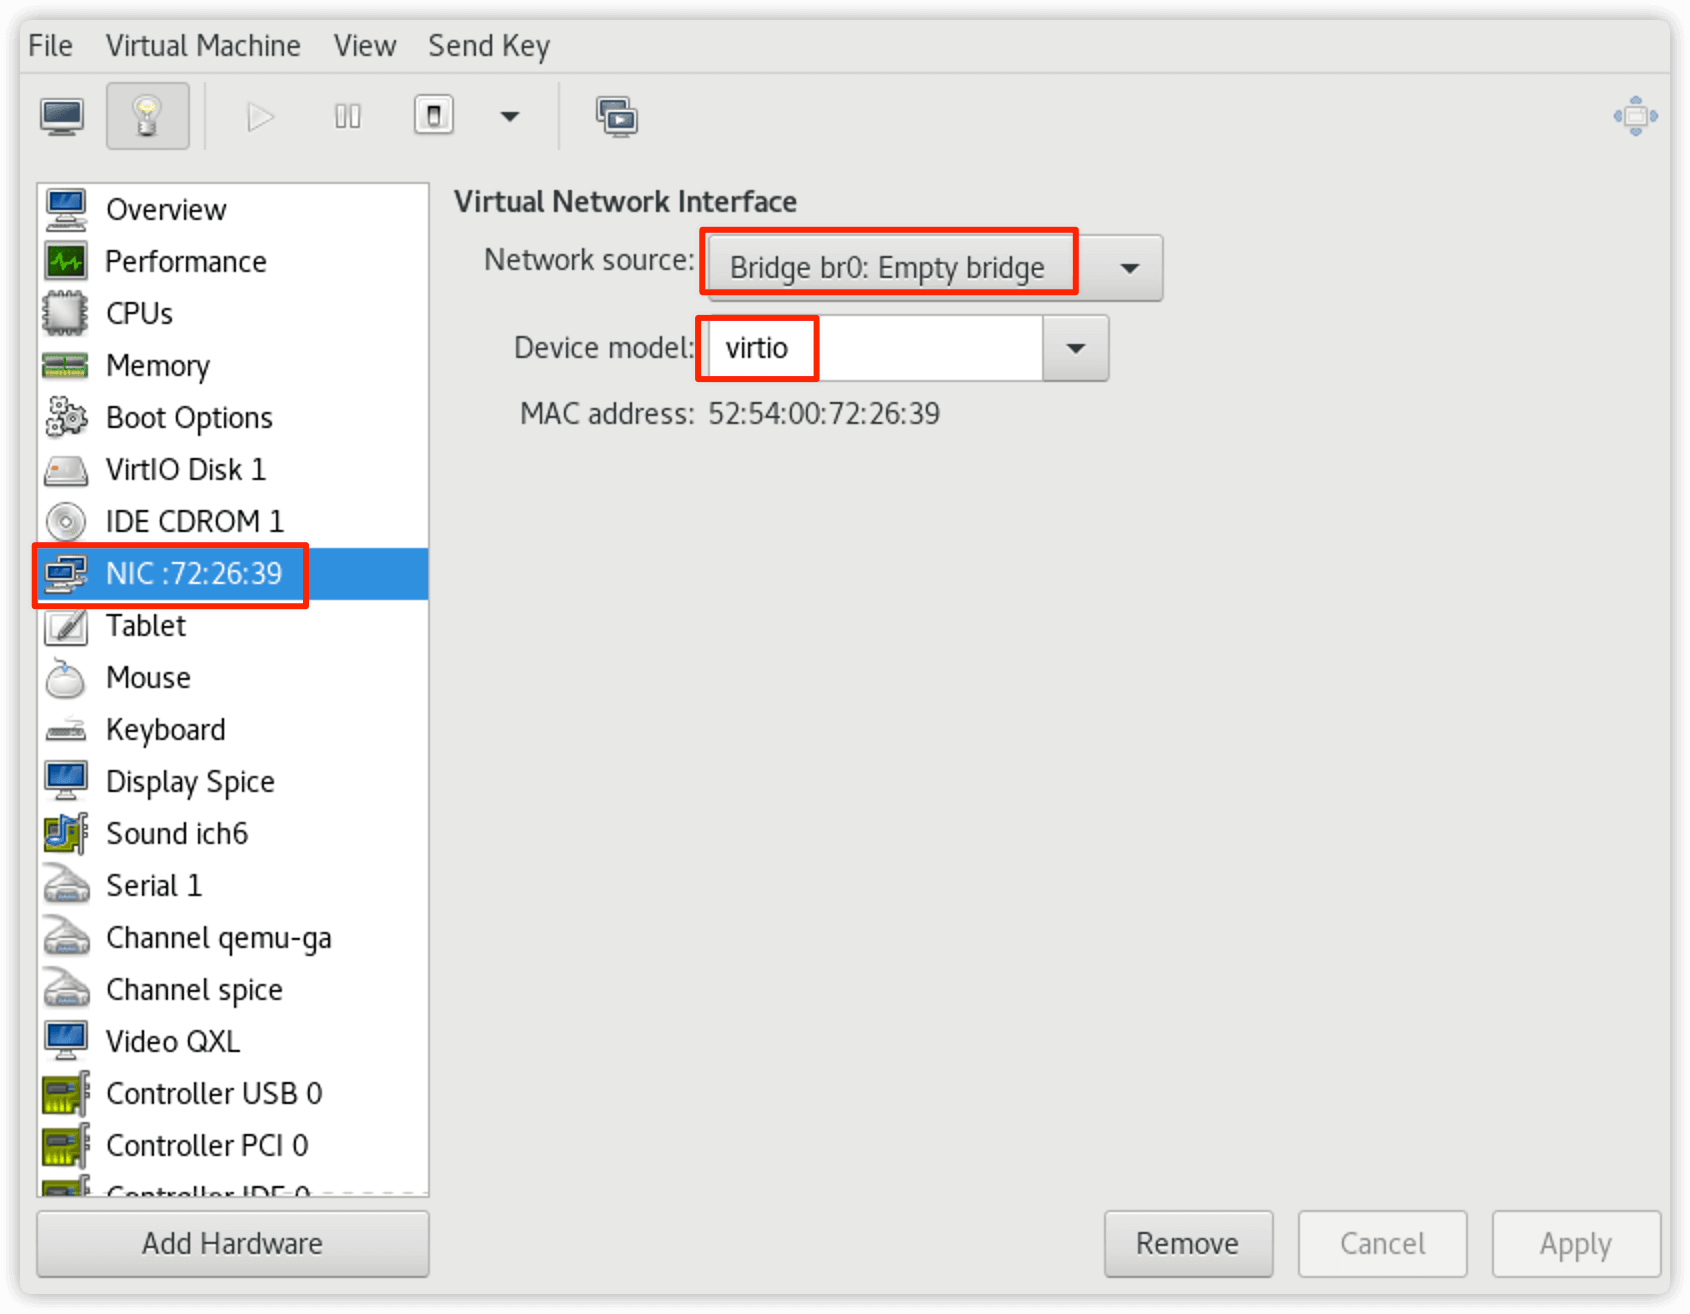 File Virtual Machine View Send Key
Overview
Performance
CPUs
Memory
Boot Options
VirtIO Disk 1
IDE CDROM 1
NIC :72:26:39
Tablet
Mouse
Keyboard
Display Spice
Sound ich6
Serial 1
Channel qemu-ga
Channel spice
Video QXL
Controller USB 0
Controller PCI 0
Controller IDE 0
Add Hardware
Virtual Network Interface
Network source: Bridge br0: Empty bridge
Device model: virtio
MAC address: 52:54:00:72:26:39
Remove Cancel Apply